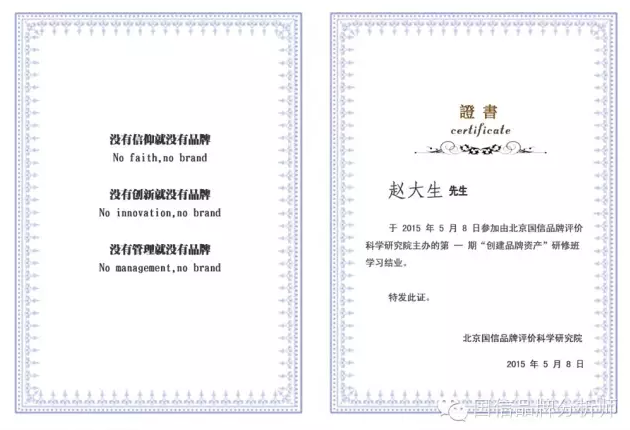 没有信仰就没有品牌
No faith,no brand
没有创新就没有品牌
No innovation,no brand
没有管理就没有品牌
No management,no brand
證書
certificate
赵大生 先生
于 2015 年 5 月 8 日参加由北京国信品牌评价
科学研究院主办的第 一 期“创建品牌资产”研修班
学习结业。
特发此证。
北京国信品牌评价科学研究院
2015 年 5 月 8 日
国信品牌分析师